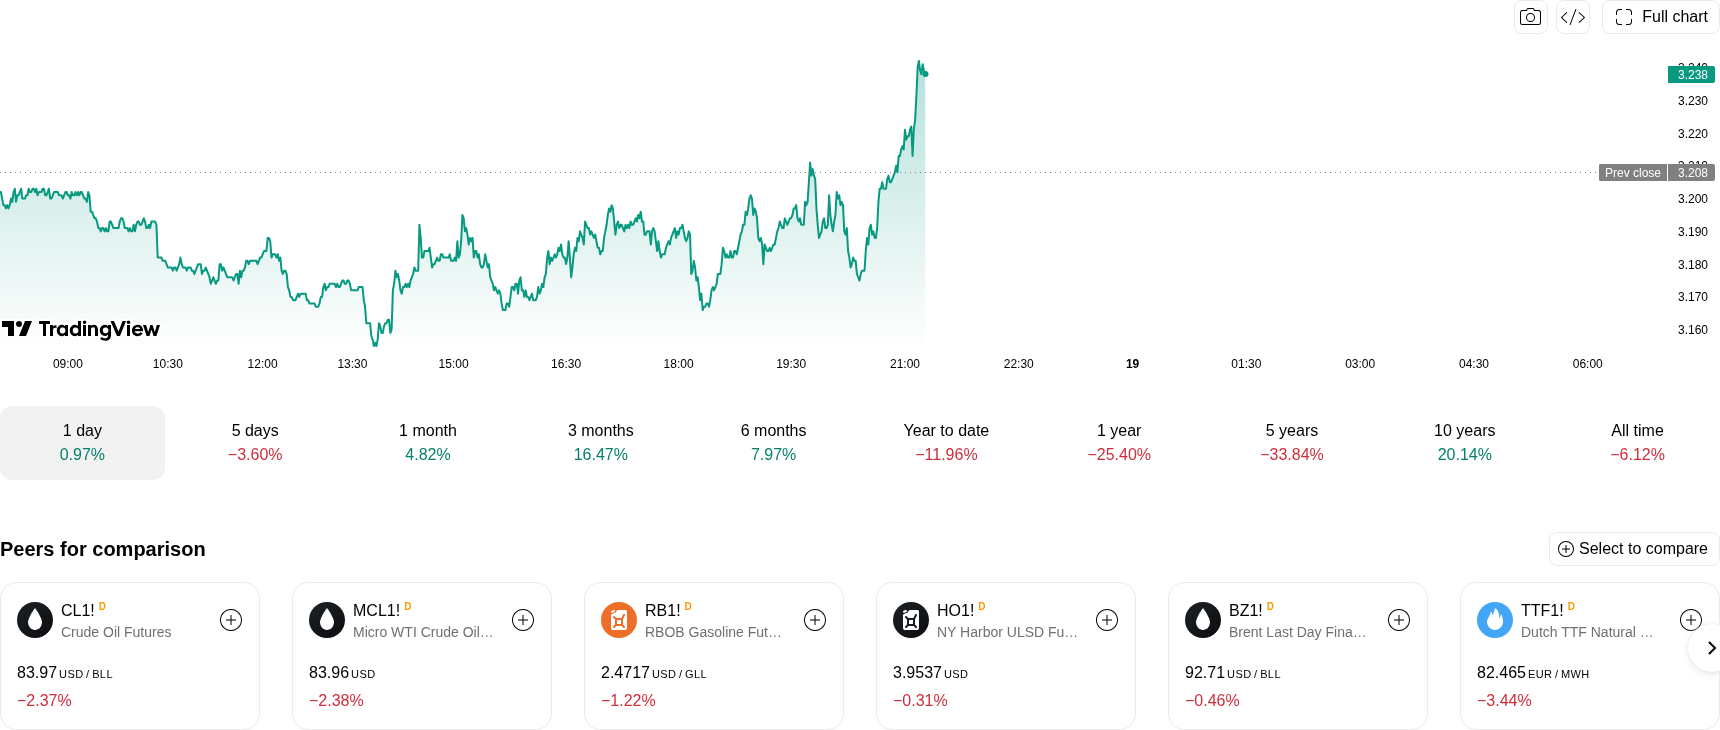 Full chart
3.238
3.230
3.220
Prev close 3.208
3.200
3.190
3.180
3.170
3.160
TradingView
09:00 10:30 12:00 13:30 15:00 16:30 18:00 19:30 21:00 22:30 19 01:30 03:00 04:30 06:00
1 day 5 days 1 month 3 months 6 months Year to date 1 year 5 years 10 years All time
0.97% −3.60% 4.82% 16.47% 7.97% −11.96% −25.40% −33.84% 20.14% −6.12%
Peers for comparison
Select to compare
CL1! D
Crude Oil Futures
83.97 USD / BLL
−2.37%
MCL1! D
Micro WTI Crude Oil…
83.96 USD
−2.38%
RB1! D
RBOB Gasoline Fut…
2.4717 USD / GLL
−1.22%
HO1! D
NY Harbor ULSD Fu…
3.9537 USD
−0.31%
BZ1! D
Brent Last Day Fina…
92.71 USD / BLL
−0.46%
TTF1! D
Dutch TTF Natural …
82.465 EUR / MWH
−3.44%